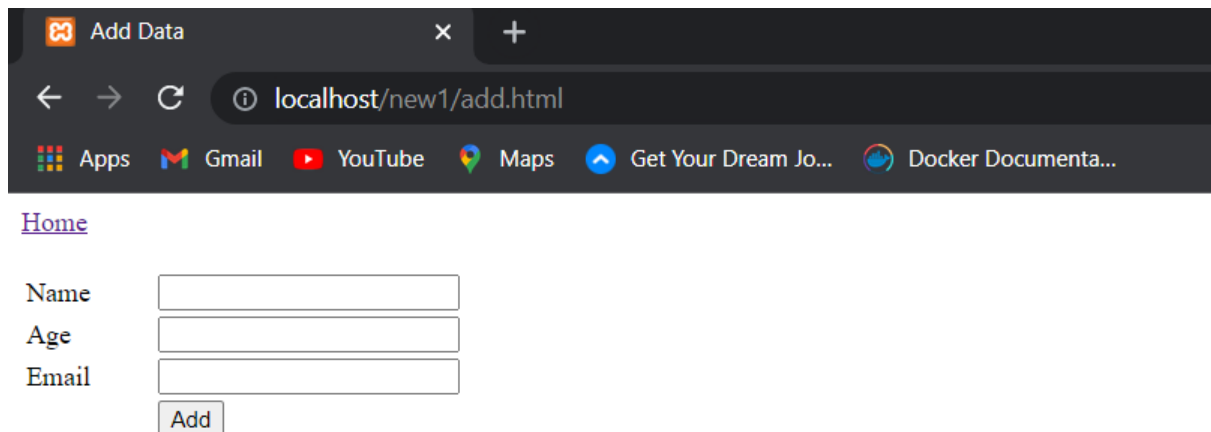 Add Data
localhost/new1/add.html
Apps Gmail YouTube Maps Get Your Dream Jo... Docker Documenta...
Home
Name
Age
Email
Add